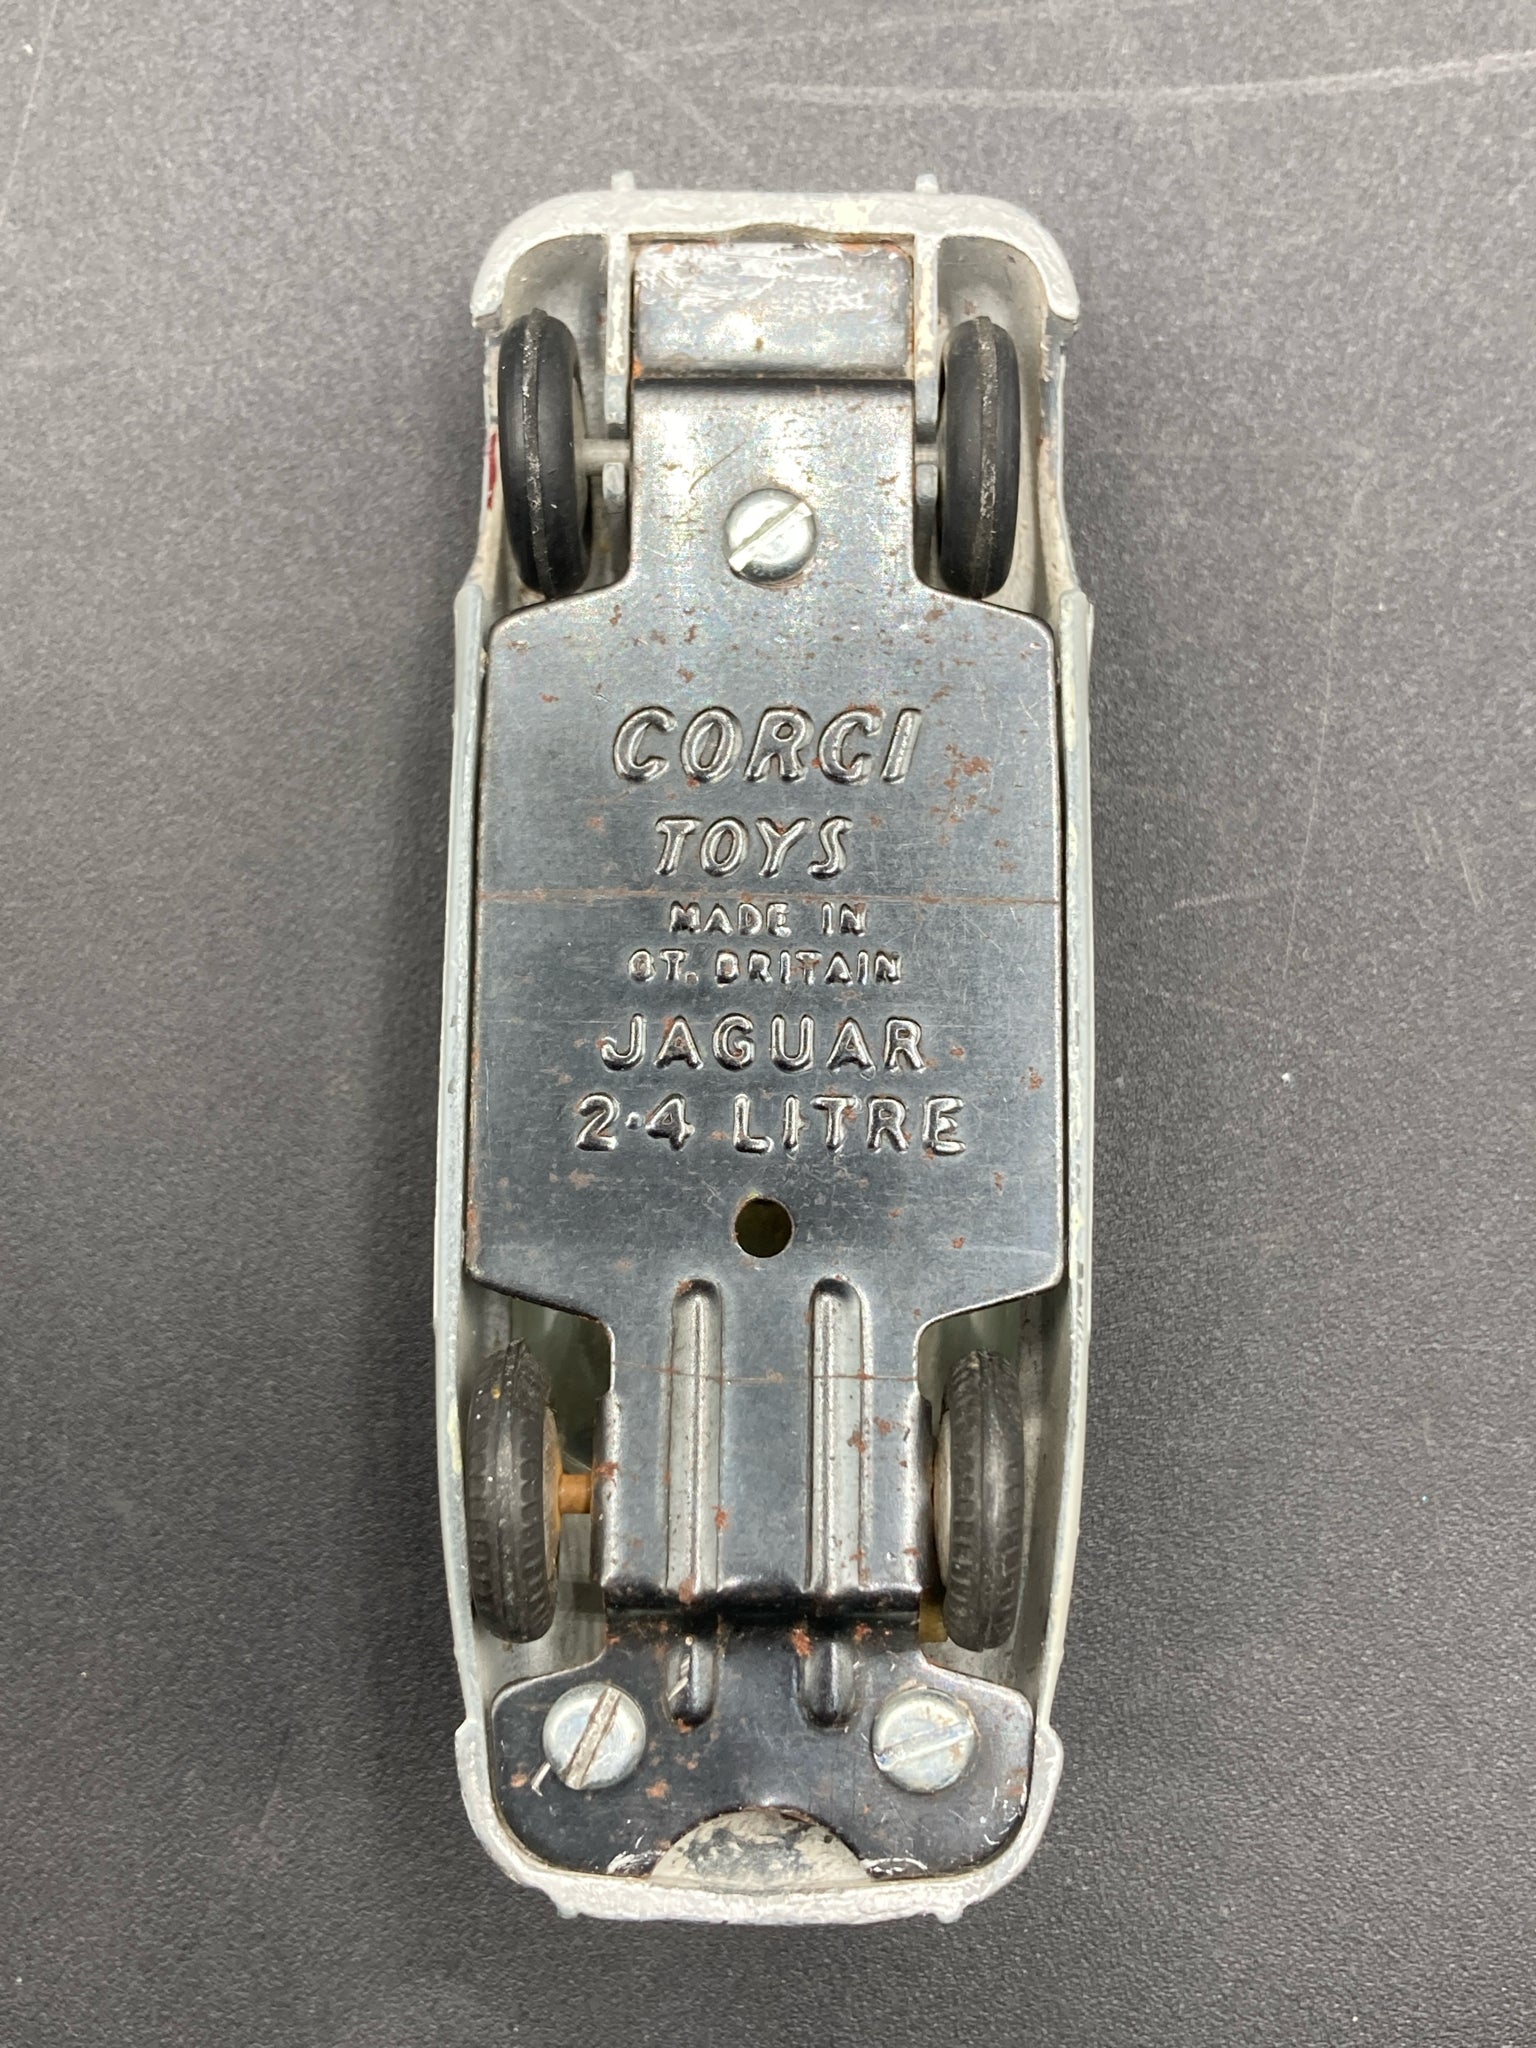 CORGI
TOYS
MADE IN
GT. BRITAIN
JAGUAR
2·4 LITRE